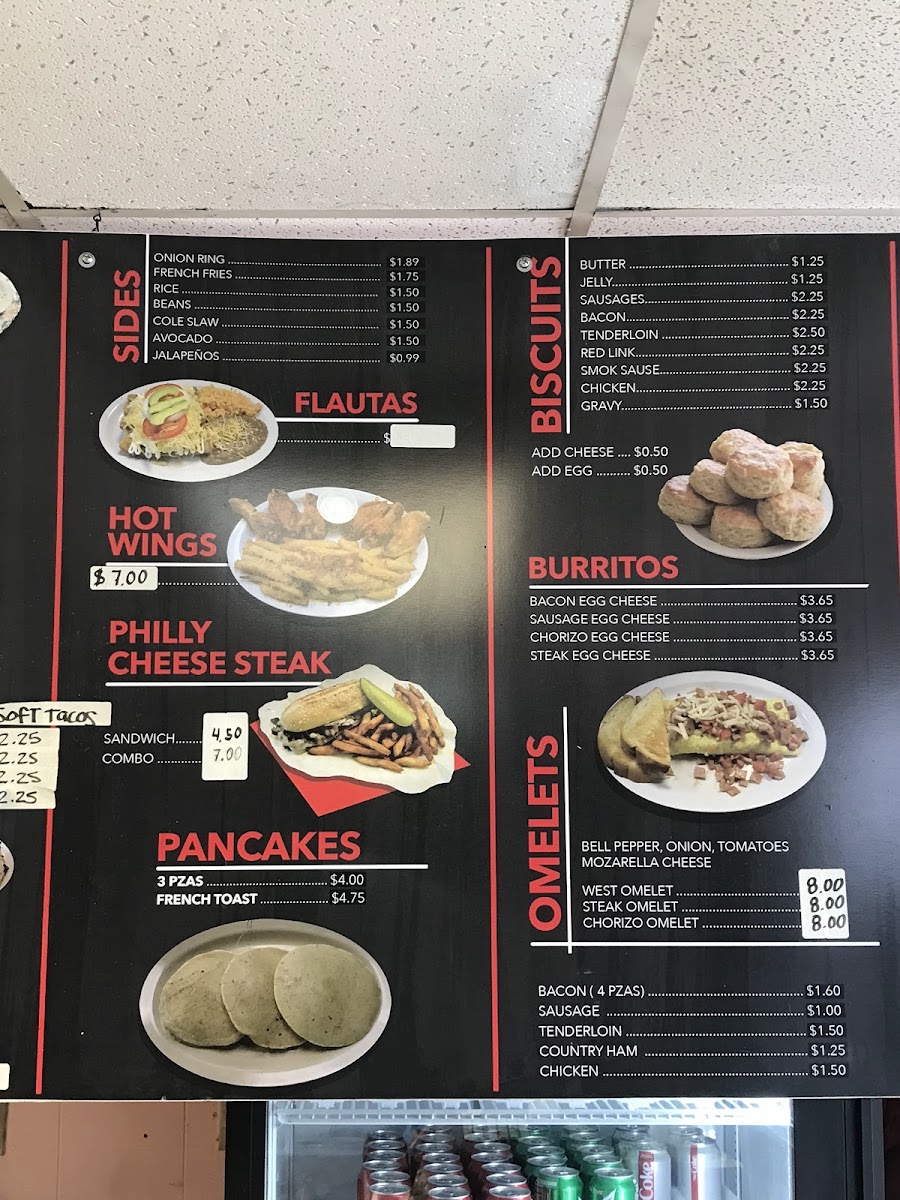 SIDES
ONION RING $1.89
FRENCH FRIES $1.75
RICE $1.50
BEANS $1.50
COLE SLAW $1.50
AVOCADO $1.50
JALAPEÑOS $0.99
FLAUTAS
$
HOT
WINGS
$7.00
PHILLY
CHEESE STEAK
SANDWICH 4.50
COMBO 7.00
PANCAKES
3 PZAS $4.00
FRENCH TOAST $4.75
SOFT TACOS
2.25
2.25
2.25
2.25
BISCUITS
BUTTER $1.25
JELLY $1.25
SAUSAGES $2.25
BACON $2.25
TENDERLOIN $2.50
RED LINK $2.25
SMOK SAUSE $2.25
CHICKEN $2.25
GRAVY $1.50
ADD CHEESE .... $0.50
ADD EGG .......... $0.50
BURRITOS
BACON EGG CHEESE $3.65
SAUSAGE EGG CHEESE $3.65
CHORIZO EGG CHEESE $3.65
STEAK EGG CHEESE $3.65
OMELETS
BELL PEPPER, ONION, TOMATOES
MOZARELLA CHEESE
WEST OMELET 8.00
STEAK OMELET 8.00
CHORIZO OMELET 8.00
BACON ( 4 PZAS) $1.60
SAUSAGE $1.00
TENDERLOIN $1.50
COUNTRY HAM $1.25
CHICKEN $1.50
Coke
Coke